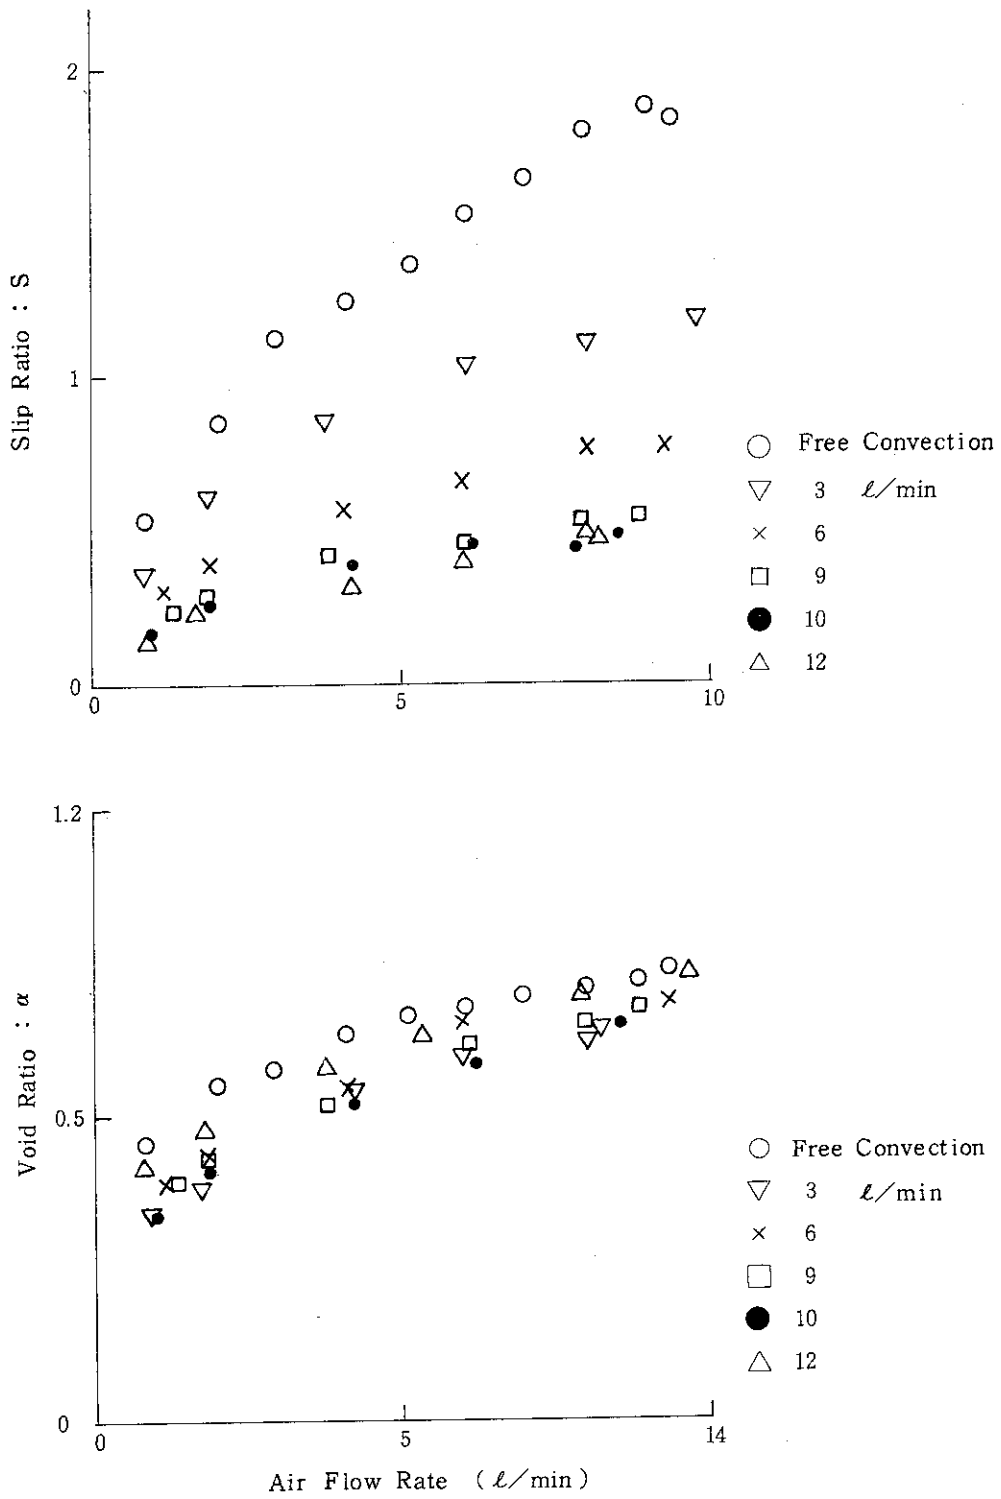 2
1
0
Slip Ratio : S
0 5 10
○ Free Convection
▽ 3 ℓ/min
× 6
□ 9
● 10
△ 12
1.2
0.5
0
Void Ratio : α
0 5 14
Air Flow Rate (ℓ/min)
○ Free Convection
▽ 3 ℓ/min
× 6
□ 9
● 10
△ 12